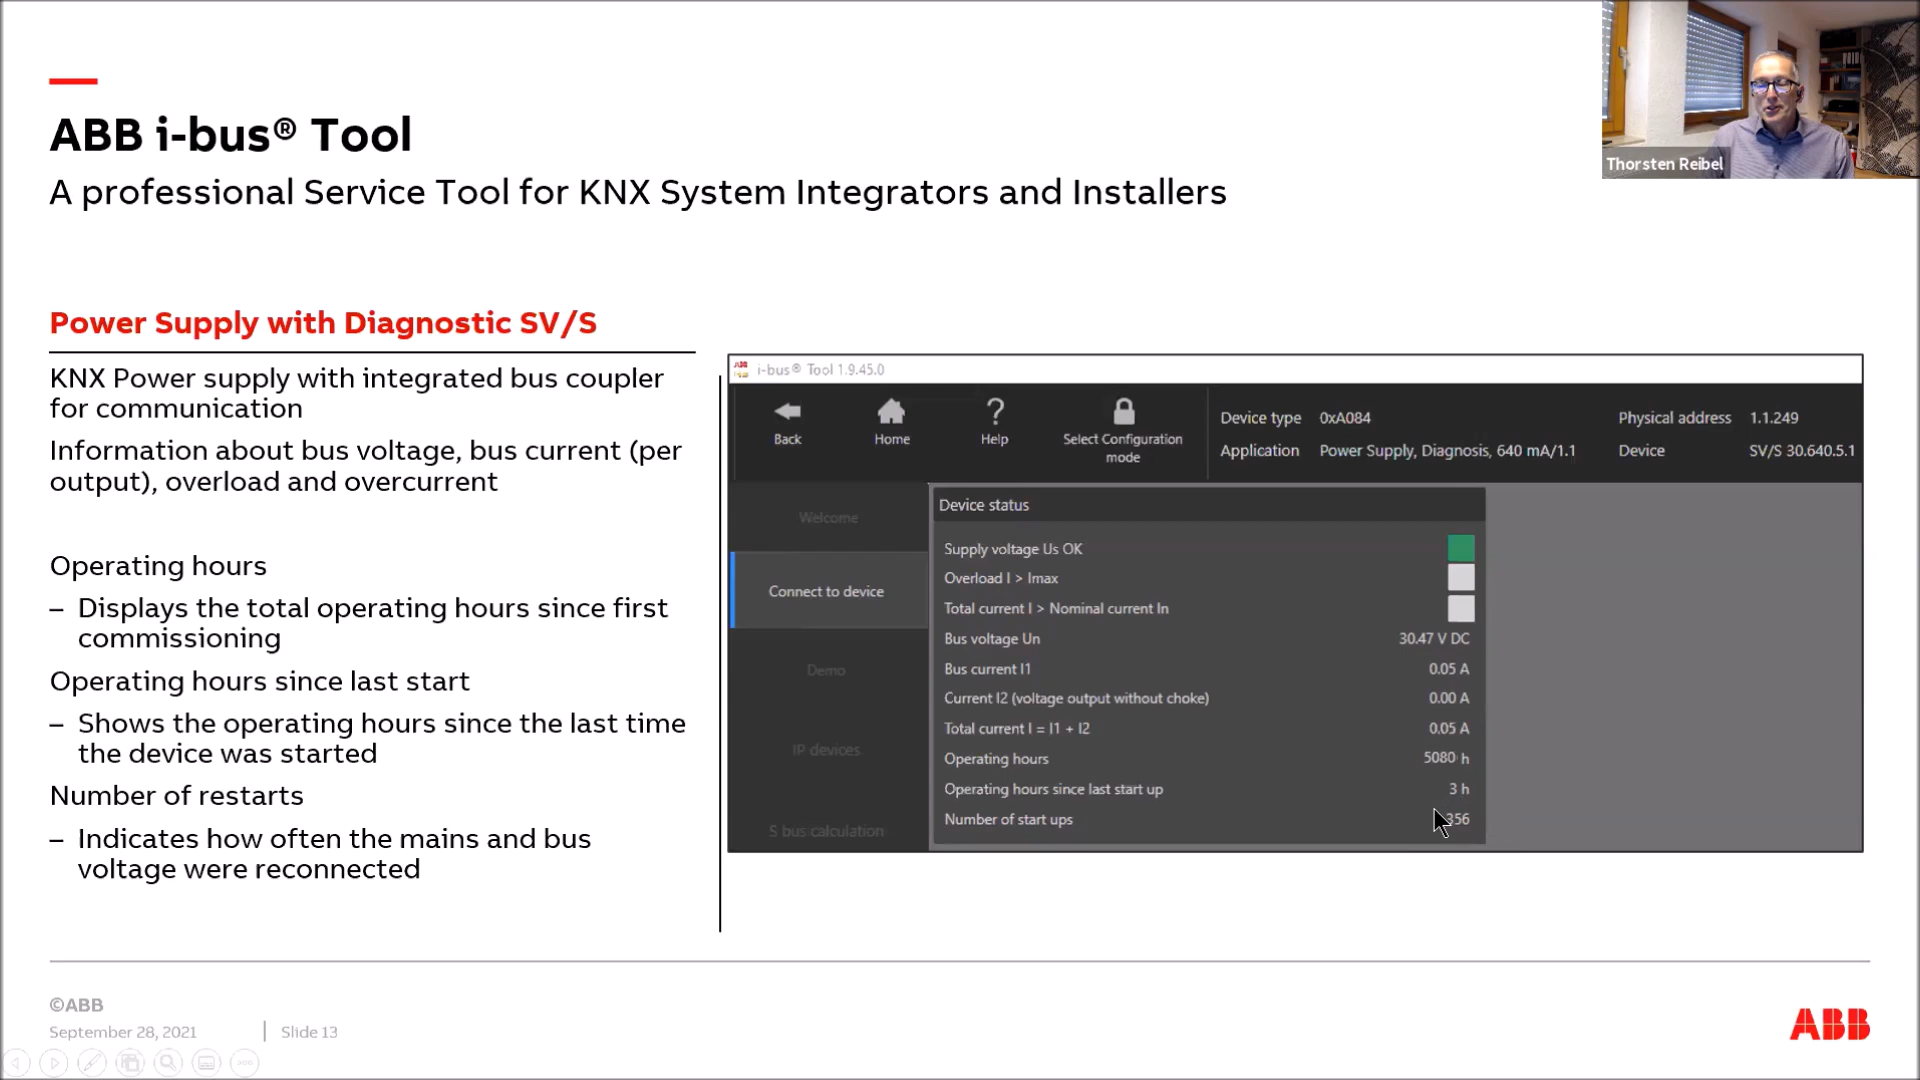 ABB i-bus® Tool
A professional Service Tool for KNX System Integrators and Installers
Thorsten Reibel
Power Supply with Diagnostic SV/S
KNX Power supply with integrated bus coupler
for communication
Information about bus voltage, bus current (per
output), overload and overcurrent
Operating hours
– Displays the total operating hours since first
commissioning
Operating hours since last start
– Shows the operating hours since the last time
the device was started
Number of restarts
– Indicates how often the mains and bus
voltage were reconnected
i-bus® Tool 1.9.45.0
Back
Home
Help
Select Configuration
mode
Device type 0xA084
Physical address 1.1.249
Application Power Supply, Diagnosis, 640 mA/1.1
Device SV/S 30.640.5.1
Welcome
Connect to device
Demo
IP devices
S bus calculation
Device status
Supply voltage Us OK
Overload I > Imax
Total current I > Nominal current In
Bus voltage Un 30.47 V DC
Bus current I1 0.05 A
Current I2 (voltage output without choke) 0.00 A
Total current I = I1 + I2 0.05 A
Operating hours 5080 h
Operating hours since last start up 3 h
Number of start ups 356
©ABB
September 28, 2021 | Slide 13
ABB